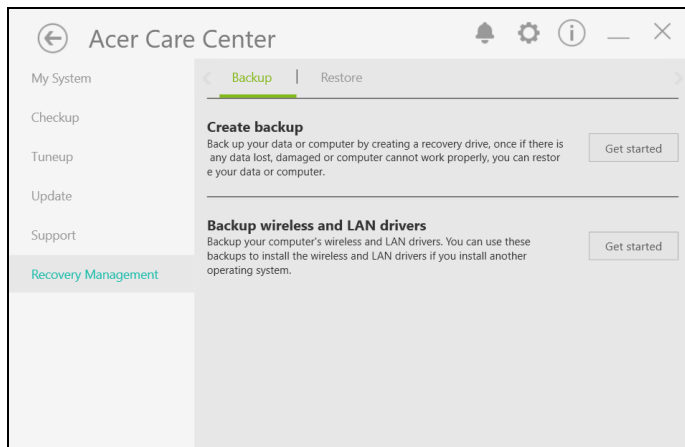 Acer Care Center
My System
Checkup
Tuneup
Update
Support
Recovery Management
Backup | Restore
Create backup
Back up your data or computer by creating a recovery drive, once if there is
any data lost, damaged or computer cannot work properly, you can restor
e your data or computer.
Get started
Backup wireless and LAN drivers
Backup your computer's wireless and LAN drivers. You can use these
backups to install the wireless and LAN drivers if you install another
operating system.
Get started